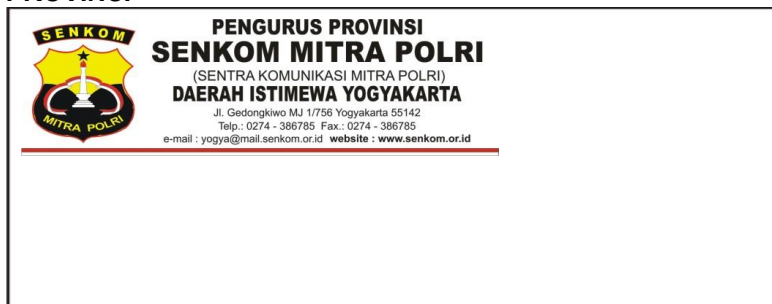 SENKOM
MITRA POLRI
PENGURUS PROVINSI
SENKOM MITRA POLRI
(SENTRA KOMUNIKASI MITRA POLRI)
DAERAH ISTIMEWA YOGYAKARTA
Jl. Gedongkiwo MJ 1/756 Yogyakarta 55142
Telp.: 0274 - 386785 Fax.: 0274 - 386785
e-mail : yogya@mail.senkom.or.id website : www.senkom.or.id